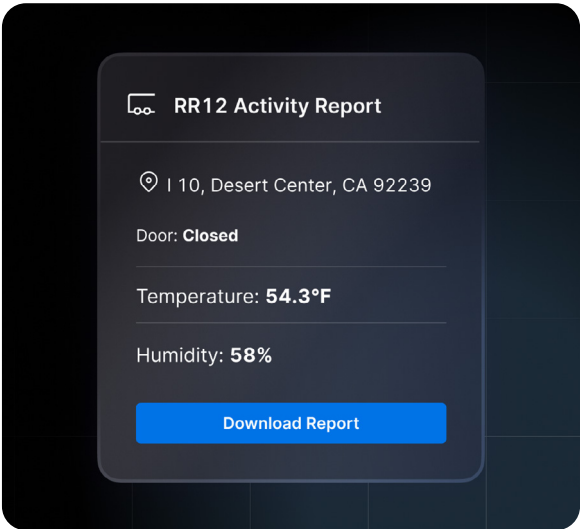 RR12 Activity Report
I 10, Desert Center, CA 92239
Door: Closed
Temperature: 54.3°F
Humidity: 58%
Download Report